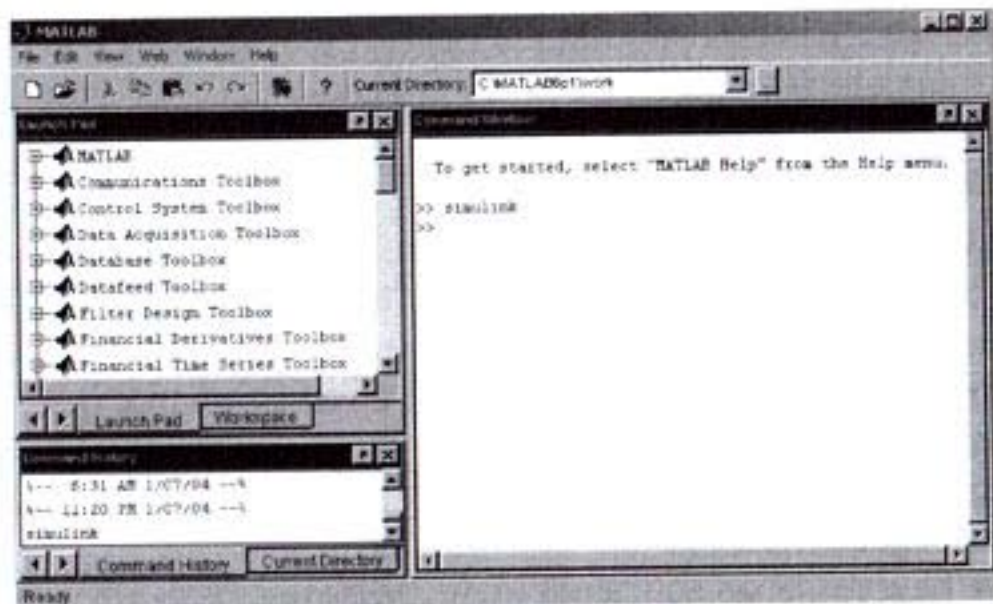 MATLAB
File Edit View Web Window Help
? Current Directory: C:\MATLAB6p1\work
Launch Pad
MATLAB
Communications Toolbox
Control System Toolbox
Data Acquisition Toolbox
Database Toolbox
Datafeed Toolbox
Filter Design Toolbox
Financial Derivatives Toolbox
Financial Time Series Toolbox
Launch Pad Workspace
Command History
%-- 6:31 AM 1/07/04 --%
%-- 11:20 PM 1/07/04 --%
simulink
Command History Current Directory
Command Window
To get started, select "MATLAB Help" from the Help menu.
>> simulink
>>
Ready